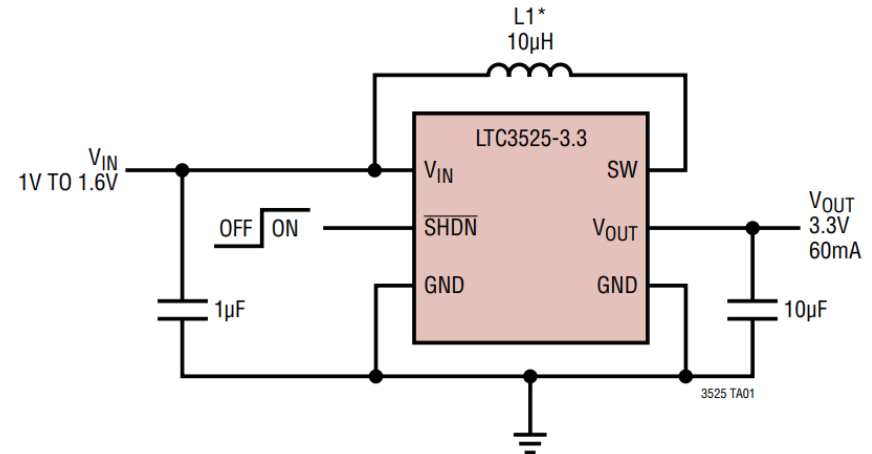 L1*
10µH
LTC3525-3.3
VIN
1V TO 1.6V
VIN
SW
OFF
ON
SHDN
VOUT
VOUT
3.3V
60mA
GND
GND
1µF
10µF
3525 TA01